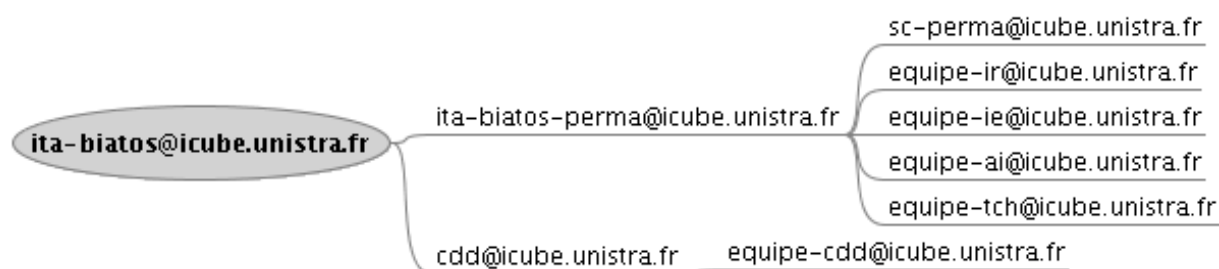 ita-biatos@icube.unistra.fr
ita-biatos-perma@icube.unistra.fr
sc-perma@icube.unistra.fr
equipe-ir@icube.unistra.fr
equipe-ie@icube.unistra.fr
equipe-ai@icube.unistra.fr
equipe-tch@icube.unistra.fr
cdd@icube.unistra.fr
equipe-cdd@icube.unistra.fr